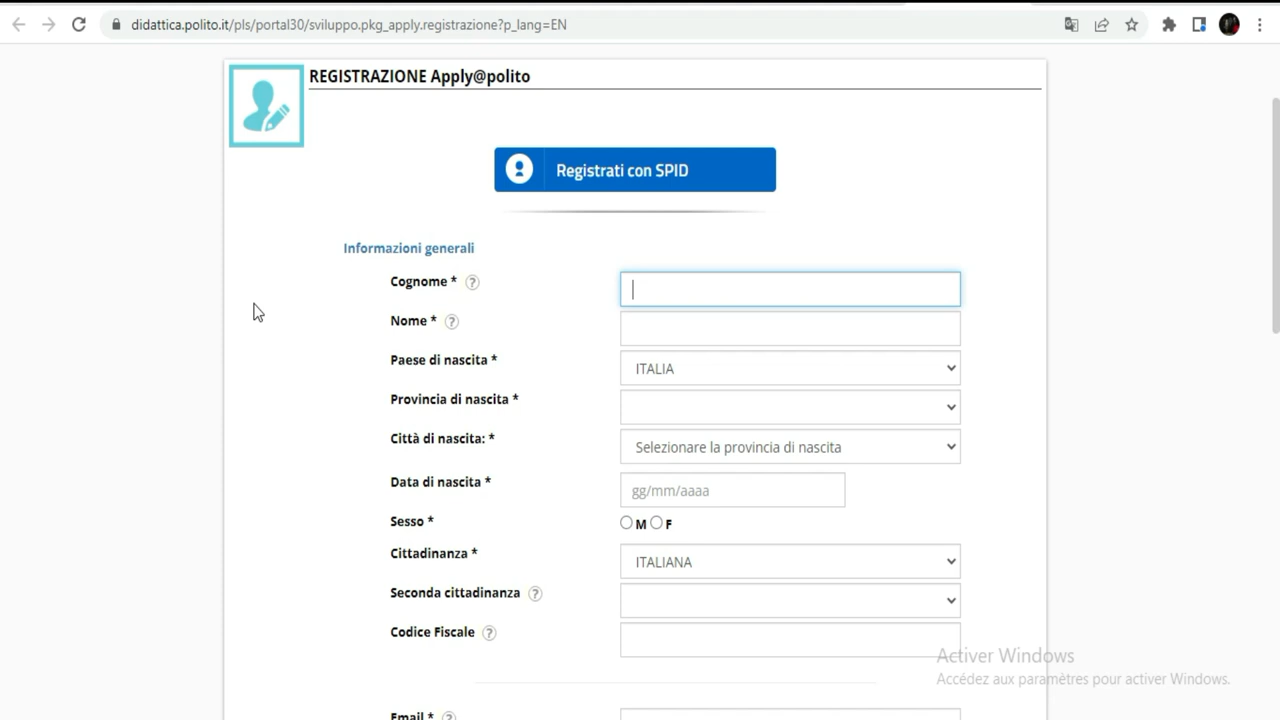 didattica.polito.it/pls/portal30/sviluppo.pkg_apply.registrazione?p_lang=EN
REGISTRAZIONE Apply@polito
Registrati con SPID
Informazioni generali
Cognome * ?
Nome * ?
Paese di nascita * ITALIA
Provincia di nascita *
Città di nascita: * Selezionare la provincia di nascita
Data di nascita * gg/mm/aaaa
Sesso * M F
Cittadinanza * ITALIANA
Seconda cittadinanza ?
Codice Fiscale ?
Activer Windows
Accédez aux paramètres pour activer Windows.
Email * ?